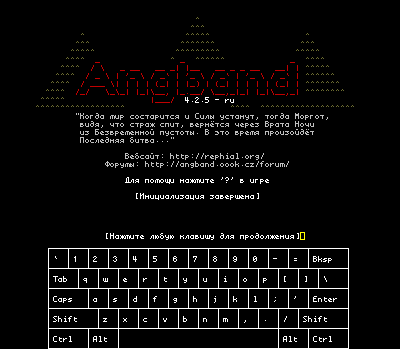 Angband
4.2.5 - ru
"Когда мир состарится и Силы устанут, тогда Моргот,
видя, что страж спит, вернётся через Врата Ночи
из Безвременной пустоты. В это время произойдёт
Последняя битва..."
Вебсайт: http://rephial.org/
Форумы: http://angband.oook.cz/forum/
Для помощи нажмите '?' в игре
[Инициализация завершена]
[Нажмите любую клавишу для продолжения]
` 1 2 3 4 5 6 7 8 9 0 - = Bksp
Tab q w e r t y u i o p [ ] \
Caps a s d f g h j k l ; ' Enter
Shift z x c v b n m , . / Shift
Ctrl Alt Alt Ctrl